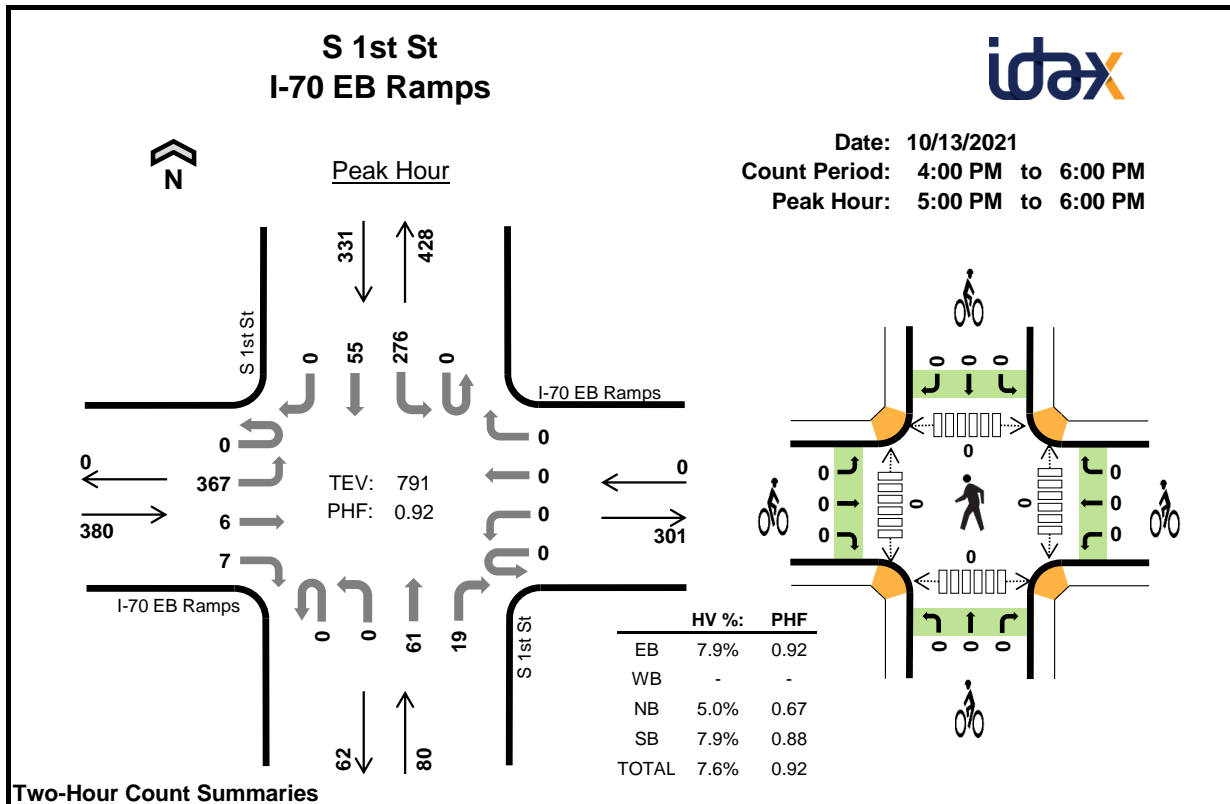 S 1st St
I-70 EB Ramps
idax
Date: 10/13/2021
Count Period: 4:00 PM to 6:00 PM
Peak Hour: 5:00 PM to 6:00 PM
N
Peak Hour
331
428
S 1st St
0
55
276
0
I-70 EB Ramps
0
367
6
7
0
380
TEV: 791
PHF: 0.92
0
0
0
0
0
301
I-70 EB Ramps
0
0
61
19
S 1st St
62
80
HV %: PHF
EB 7.9% 0.92
WB - -
NB 5.0% 0.67
SB 7.9% 0.88
TOTAL 7.6% 0.92
0 0 0
0
0
0
0
0
0
0
0
0
0
0 0 0
Two-Hour Count Summaries